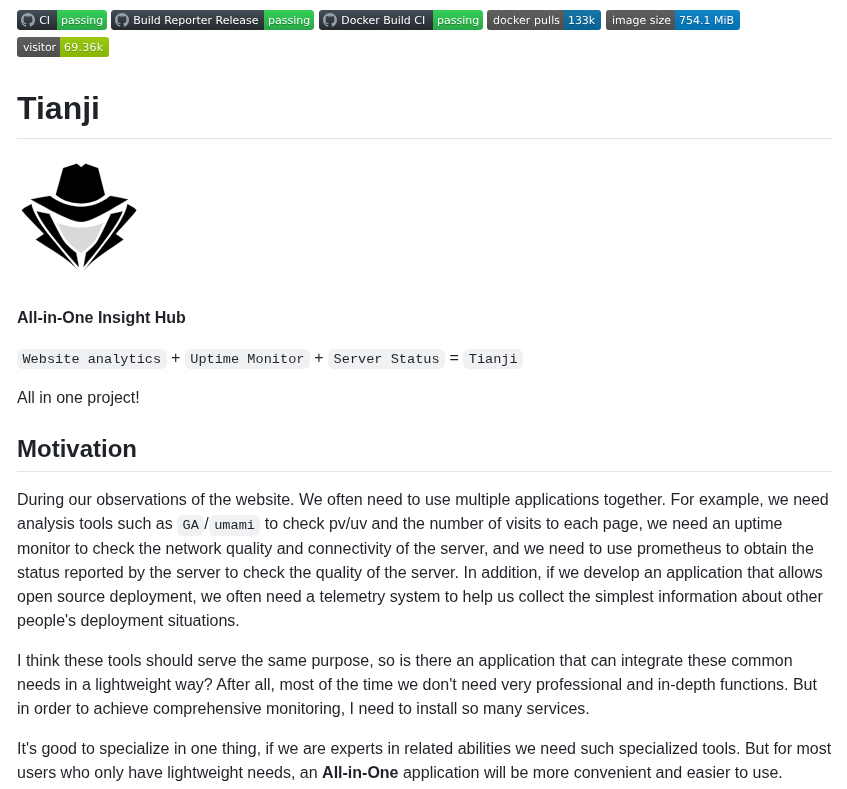 CI passing Build Reporter Release passing Docker Build CI passing docker pulls 133k image size 754.1 MiB
visitor 69.36k
Tianji
All-in-One Insight Hub
Website analytics + Uptime Monitor + Server Status = Tianji
All in one project!
Motivation
During our observations of the website. We often need to use multiple applications together. For example, we need
analysis tools such as GA / umami to check pv/uv and the number of visits to each page, we need an uptime
monitor to check the network quality and connectivity of the server, and we need to use prometheus to obtain the
status reported by the server to check the quality of the server. In addition, if we develop an application that allows
open source deployment, we often need a telemetry system to help us collect the simplest information about other
people's deployment situations.
I think these tools should serve the same purpose, so is there an application that can integrate these common
needs in a lightweight way? After all, most of the time we don't need very professional and in-depth functions. But
in order to achieve comprehensive monitoring, I need to install so many services.
It's good to specialize in one thing, if we are experts in related abilities we need such specialized tools. But for most
users who only have lightweight needs, an All-in-One application will be more convenient and easier to use.